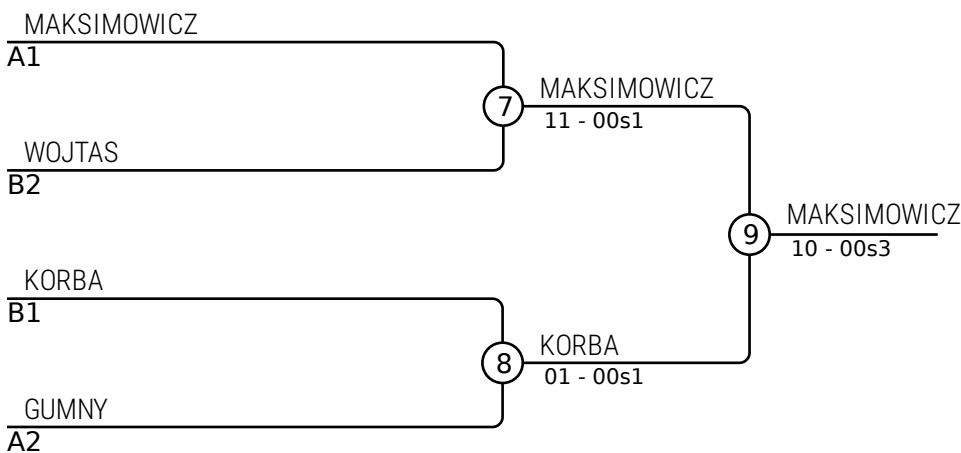 MAKSIMOWICZ
A1
7
MAKSIMOWICZ
11 - 00s1
WOJTAS
B2
9
MAKSIMOWICZ
10 - 00s3
KORBA
B1
8
KORBA
01 - 00s1
GUMNY
A2